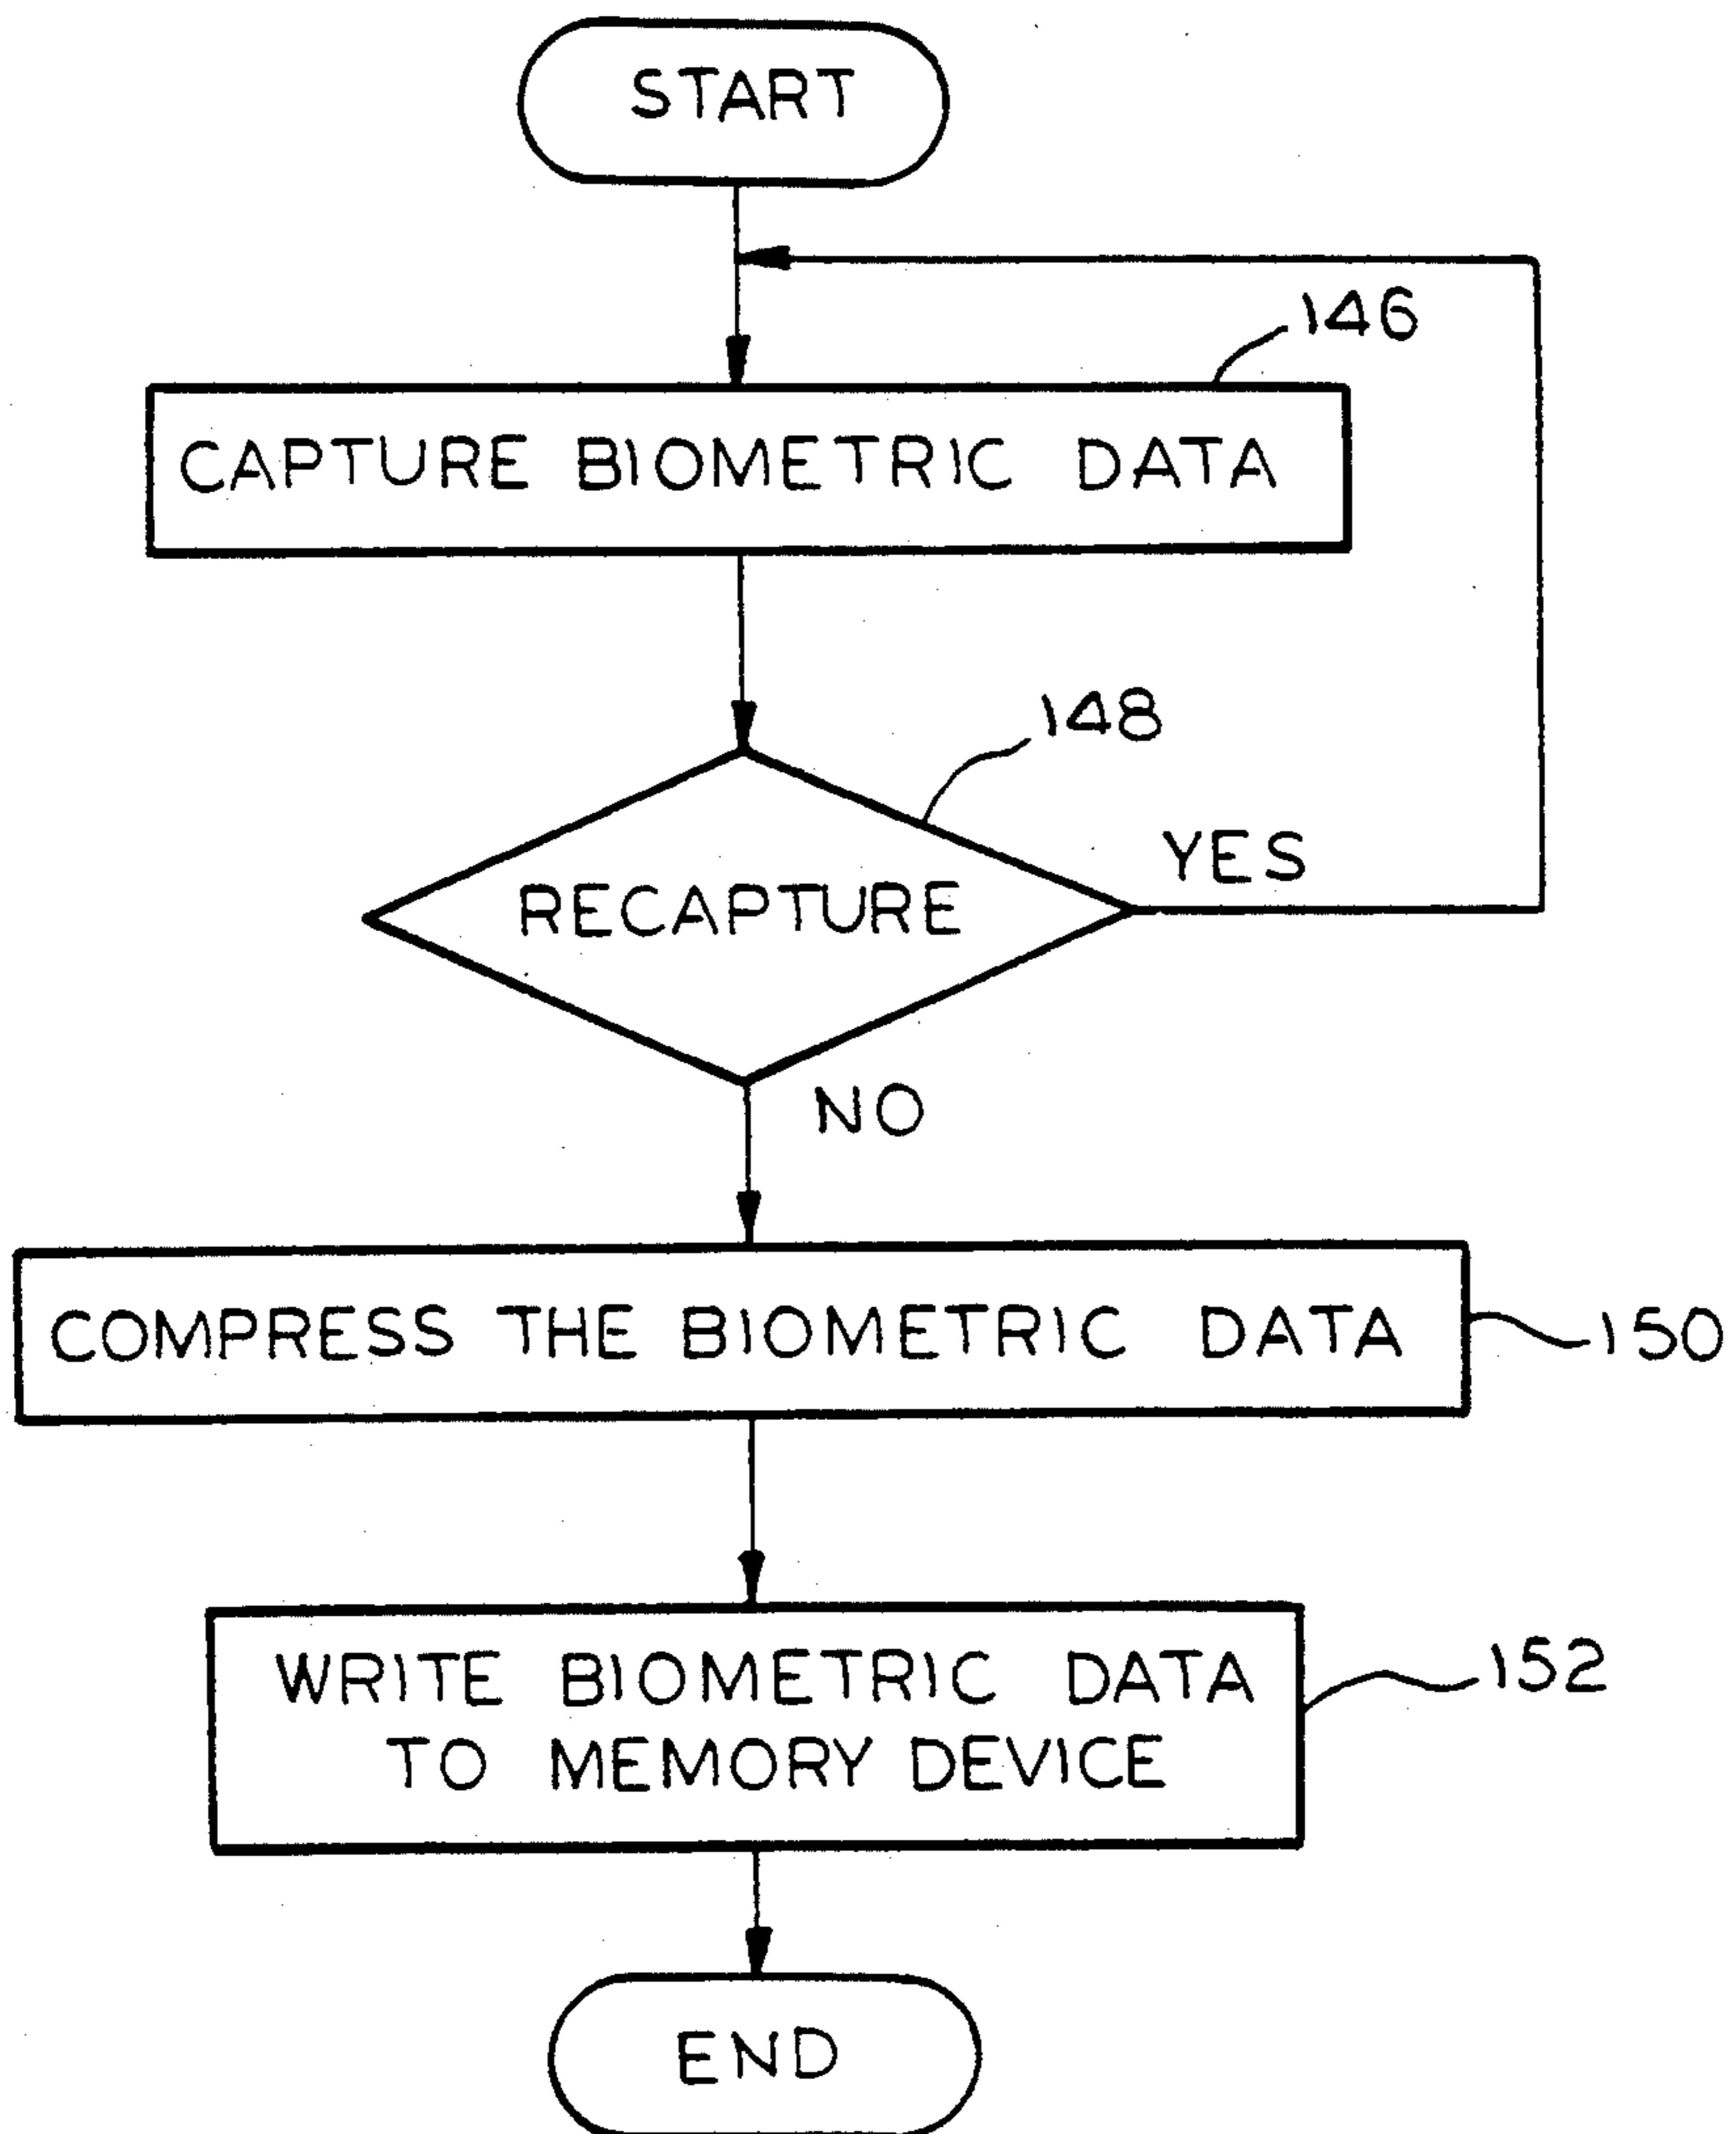 START
146
CAPTURE BIOMETRIC DATA
148
YES
RECAPTURE
NO
COMPRESS THE BIOMETRIC DATA
150
WRITE BIOMETRIC DATA
TO MEMORY DEVICE
152
END